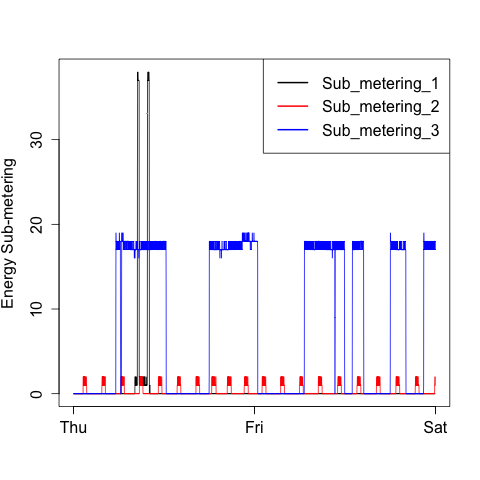 Sub_metering_1
Sub_metering_2
Sub_metering_3
Energy Sub-metering
30
20
10
0
Thu Fri Sat